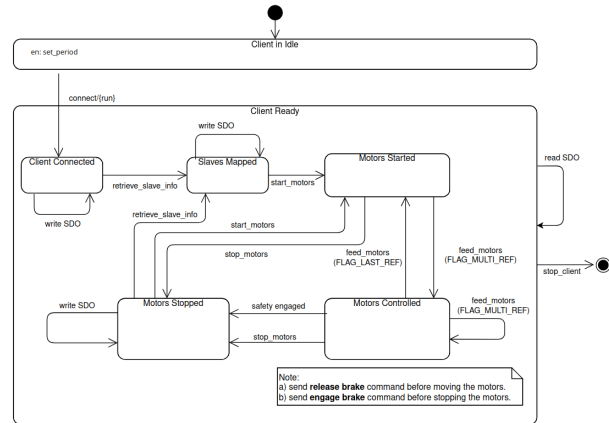 Client in Idle
en: set_period
connect/{run}
Client Ready
write SDO
Client Connected
Slaves Mapped
Motors Started
read SDO
retrieve_slave_info
start_motors
write SDO
retrieve_slave_info
start_motors
stop_motors
feed_motors
(FLAG_LAST_REF)
feed_motors
(FLAG_MULTI_REF)
stop_client
write SDO
Motors Stopped
safety engaged
Motors Controlled
feed_motors
(FLAG_MULTI_REF)
stop_motors
Note:
a) send release brake command before moving the motors.
b) send engage brake command before stopping the motors.